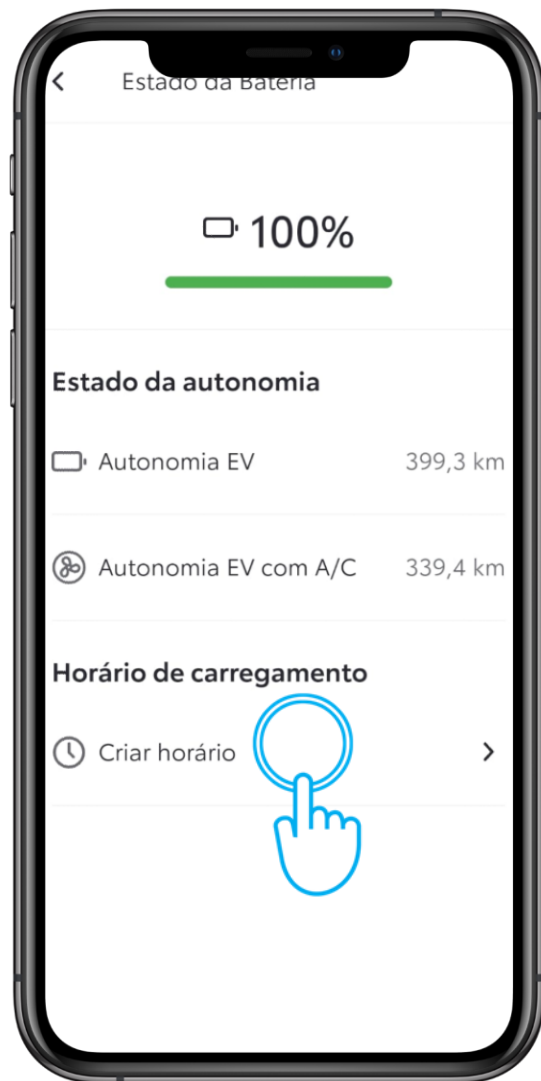 Estado da Bateria
100%
Estado da autonomia
Autonomia EV 399,3 km
Autonomia EV com A/C 339,4 km
Horário de carregamento
Criar horário